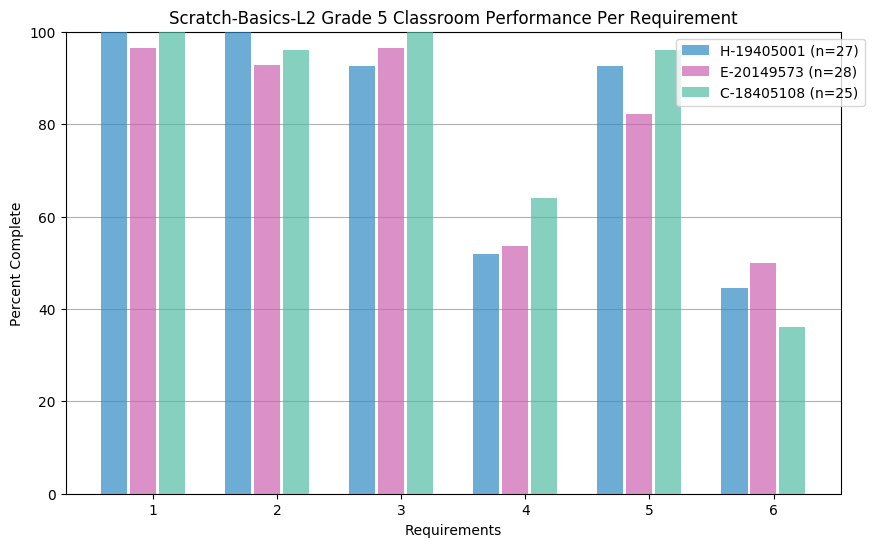 Scratch-Basics-L2 Grade 5 Classroom Performance Per Requirement
H-19405001 (n=27)
E-20149573 (n=28)
C-18405108 (n=25)
Percent Complete
100
80
60
40
20
0
1 2 3 4 5 6
Requirements